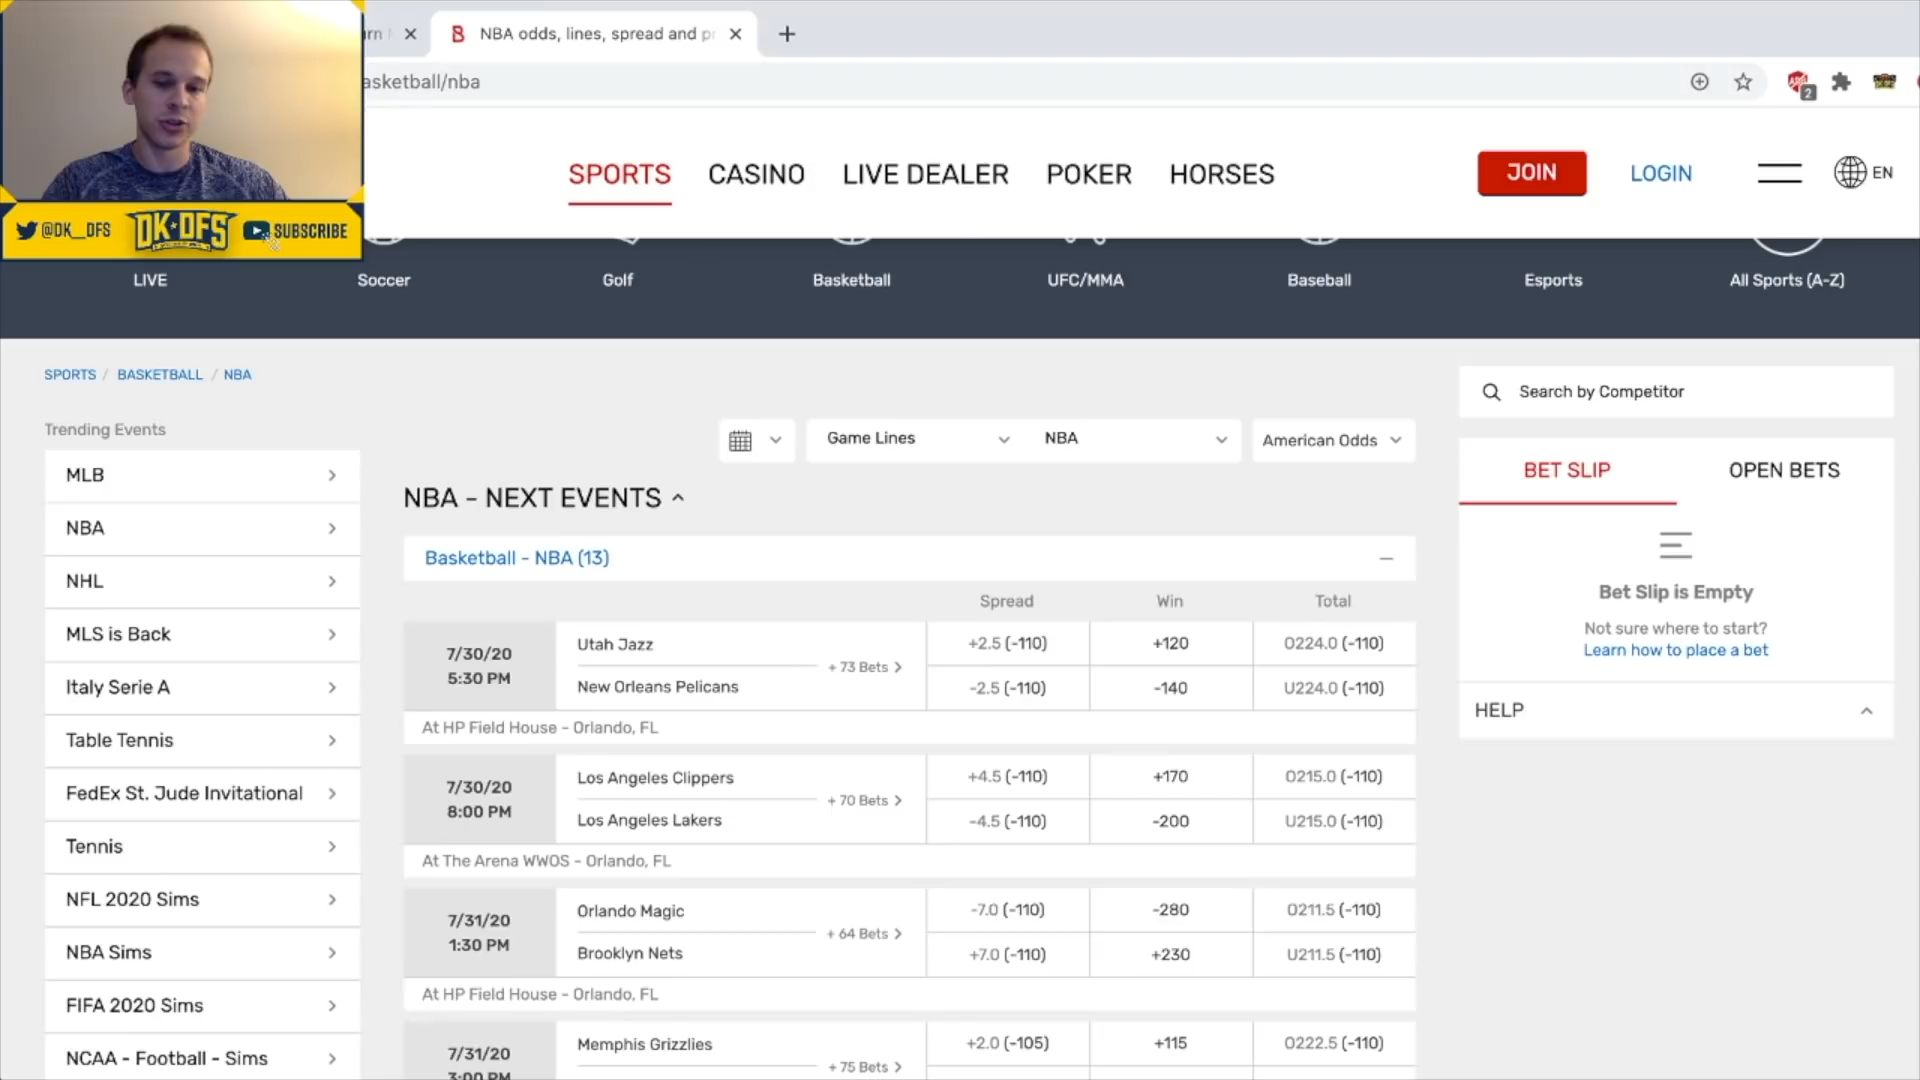 NBA odds, lines, spread and
asketball/nba
2
SPORTS CASINO LIVE DEALER POKER HORSES JOIN LOGIN EN
@DK__DFS DK DFS SUBSCRIBE
LIVE Soccer Golf Basketball UFC/MMA Baseball Esports All Sports (A-Z)
SPORTS / BASKETBALL / NBA
Search by Competitor
Trending Events
Game Lines NBA American Odds
MLB
NBA
NHL
MLS is Back
Italy Serie A
Table Tennis
FedEx St. Jude Invitational
Tennis
NFL 2020 Sims
NBA Sims
FIFA 2020 Sims
NCAA - Football - Sims
NBA - NEXT EVENTS
Basketball - NBA (13)
Spread Win Total
7/30/20
5:30 PM
Utah Jazz +2.5 (-110) +120 O224.0 (-110)
+ 73 Bets
New Orleans Pelicans -2.5 (-110) -140 U224.0 (-110)
At HP Field House - Orlando, FL
7/30/20
8:00 PM
Los Angeles Clippers +4.5 (-110) +170 O215.0 (-110)
+ 70 Bets
Los Angeles Lakers -4.5 (-110) -200 U215.0 (-110)
At The Arena WWOS - Orlando, FL
7/31/20
1:30 PM
Orlando Magic -7.0 (-110) -280 O211.5 (-110)
+ 64 Bets
Brooklyn Nets +7.0 (-110) +230 U211.5 (-110)
At HP Field House - Orlando, FL
7/31/20
3:00 PM
Memphis Grizzlies +2.0 (-105) +115 O222.5 (-110)
+ 75 Bets
BET SLIP OPEN BETS
Bet Slip is Empty
Not sure where to start?
Learn how to place a bet
HELP